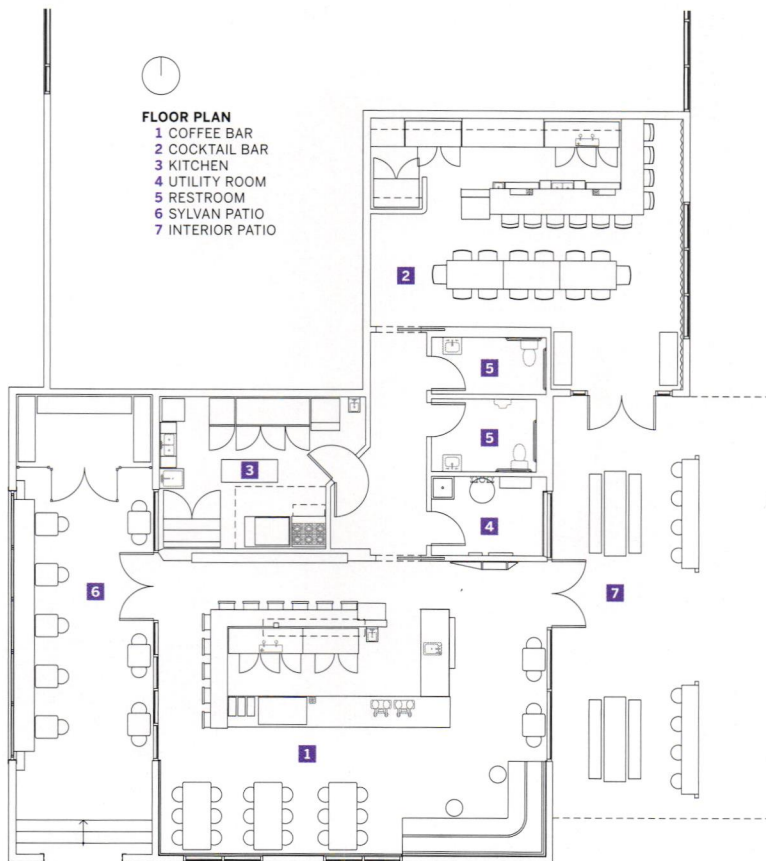 FLOOR PLAN
1 COFFEE BAR
2 COCKTAIL BAR
3 KITCHEN
4 UTILITY ROOM
5 RESTROOM
6 SYLVAN PATIO
7 INTERIOR PATIO
2
5
5
3
4
6
7
1